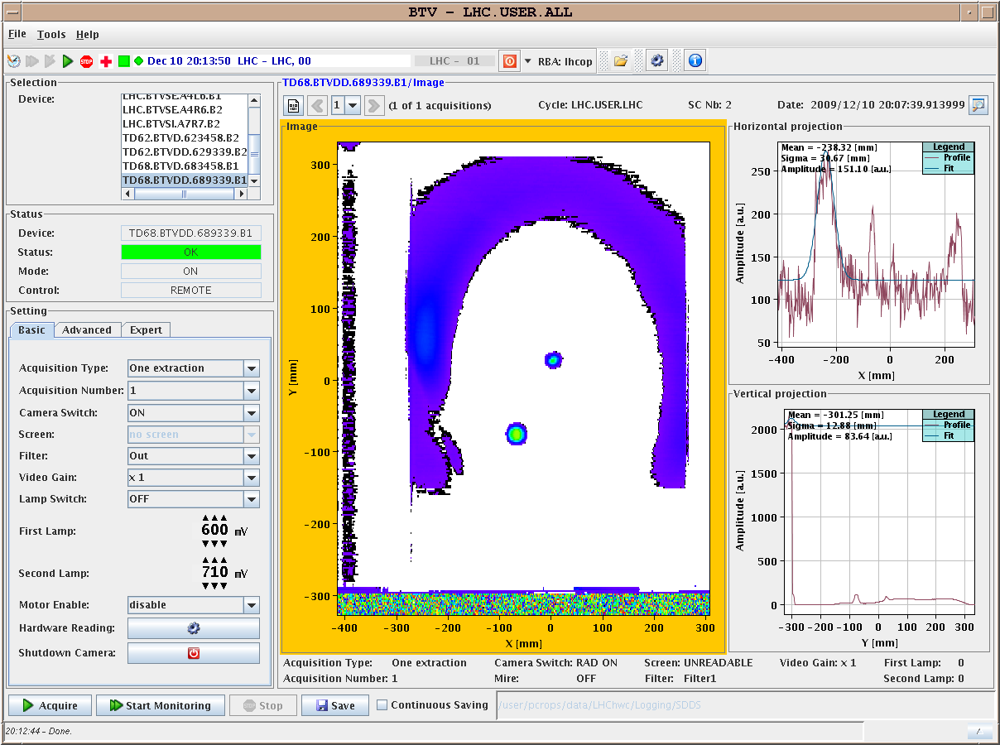 BTV - LHC.USER.ALL
File Tools Help
STOP Dec 10 20:13:50 LHC - LHC, 00 LHC - 01 RBA: lhcop
Selection
Device:
LHC.BTVSE.A4L6.B1
LHC.BTVSE.A4R6.B2
LHC.BTVSI.A7R7.B2
TD62.BTVD.623458.B2
TD62.BTVDD.629339.B2
TD68.BTVD.683458.B1
TD68.BTVDD.689339.B1
Status
Device: TD68.BTVDD.689339.B1
Status: OK
Mode: ON
Control: REMOTE
Setting
Basic Advanced Expert
Acquisition Type: One extraction
Acquisition Number: 1
Camera Switch: ON
Screen: no screen
Filter: Out
Video Gain: x 1
Lamp Switch: OFF
First Lamp: 600 mV
Second Lamp: 710 mV
Motor Enable: disable
Hardware Reading:
Shutdown Camera:
TD68.BTVDD.689339.B1/Image
1 (1 of 1 acquisitions) Cycle: LHC.USER.LHC SC Nb: 2 Date: 2009/12/10 20:07:39.913999
Image
300
200
100
0
-100
-200
-300
Y [mm]
-400 -300 -200 -100 0 100 200 300
X [mm]
Horizontal projection
Mean = -238.32 [mm]
Sigma = 30.67 [mm]
Amplitude = 151.10 [a.u.]
Legend
Profile
Fit
250
200
150
100
50
Amplitude [a.u.]
-400 -200 0 200
X [mm]
Vertical projection
Mean = -301.25 [mm]
Sigma = 12.88 [mm]
Amplitude = 83.64 [a.u.]
Legend
Profile
Fit
2000
1500
1000
500
0
Amplitude [a.u.]
-300 -200 -100 0 100 200 300
Y [mm]
Acquisition Type: One extraction Camera Switch: RAD ON Screen: UNREADABLE Video Gain: x 1 First Lamp: 0
Acquisition Number: 1 Mire: OFF Filter: Filter1 Second Lamp: 0
Acquire Start Monitoring STOP Stop Save Continuous Saving /user/pcrops/data/LHChwc/Logging/SDDS
20:12:44 - Done.